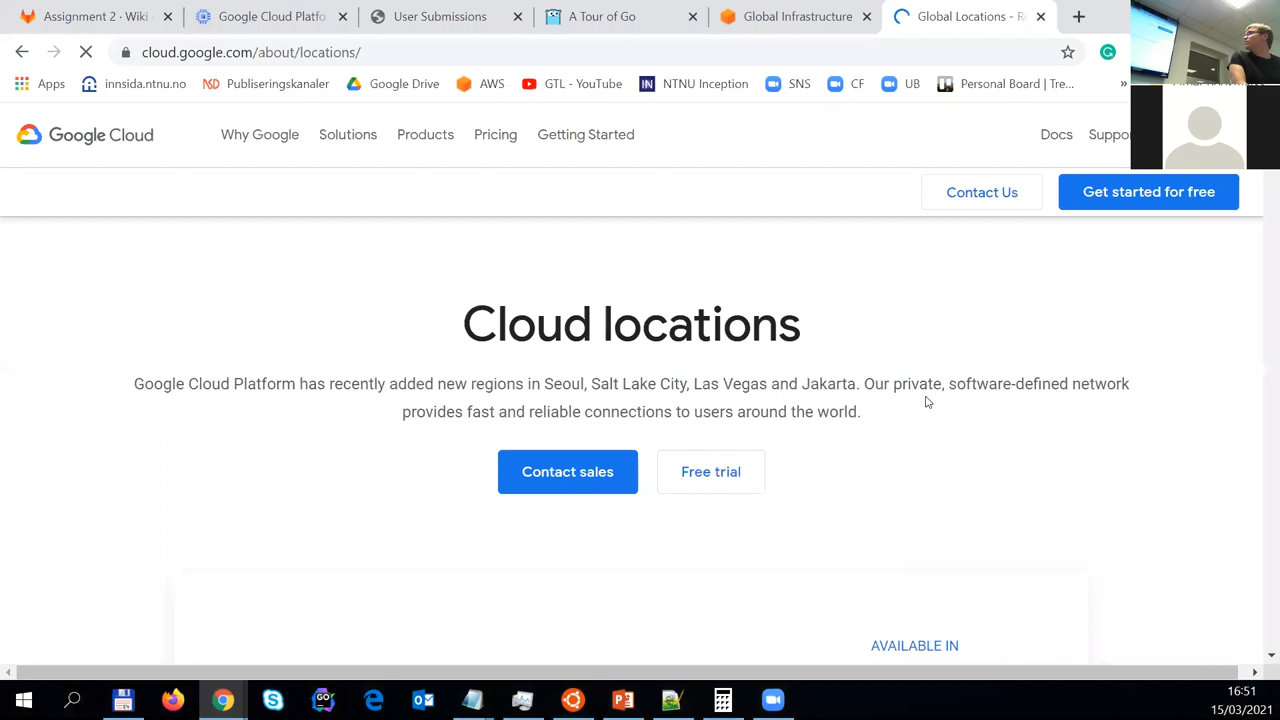 Assignment 2 · Wiki
Google Cloud Platfo
User Submissions
A Tour of Go
Global Infrastructure
Global Locations - R
cloud.google.com/about/locations/
Apps
innsida.ntnu.no
Publiseringskanaler
Google Drive
AWS
GTL - YouTube
IN
NTNU Inception
SNS
CF
UB
Personal Board | Tre...
»
Google Cloud
Why Google
Solutions
Products
Pricing
Getting Started
Docs
Suppor
Contact Us
Get started for free
Cloud locations
Google Cloud Platform has recently added new regions in Seoul, Salt Lake City, Las Vegas and Jakarta. Our private, software-defined network
provides fast and reliable connections to users around the world.
Contact sales
Free trial
AVAILABLE IN
16:51
15/03/2021